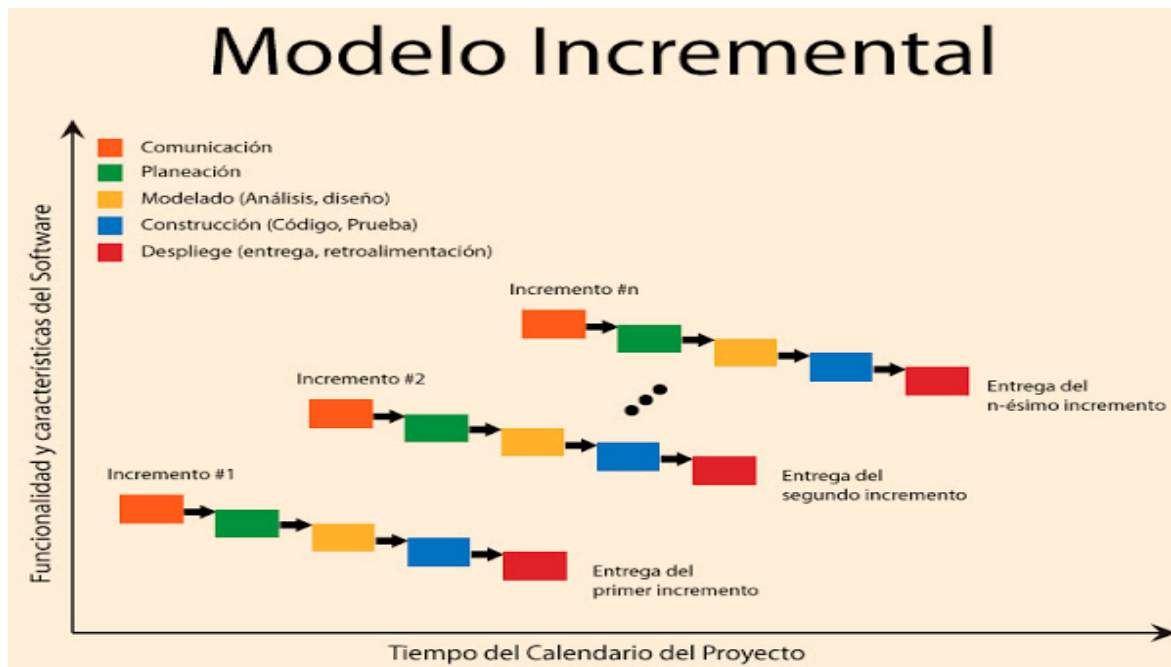 Modelo Incremental
Funcionalidad y características del Software
Comunicación
Planeación
Modelado (Análisis, diseño)
Construcción (Código, Prueba)
Despliege (entrega, retroalimentación)
Incremento #n
Entrega del
n-ésimo incremento
Incremento #2
Entrega del
segundo incremento
Incremento #1
Entrega del
primer incremento
Tiempo del Calendario del Proyecto